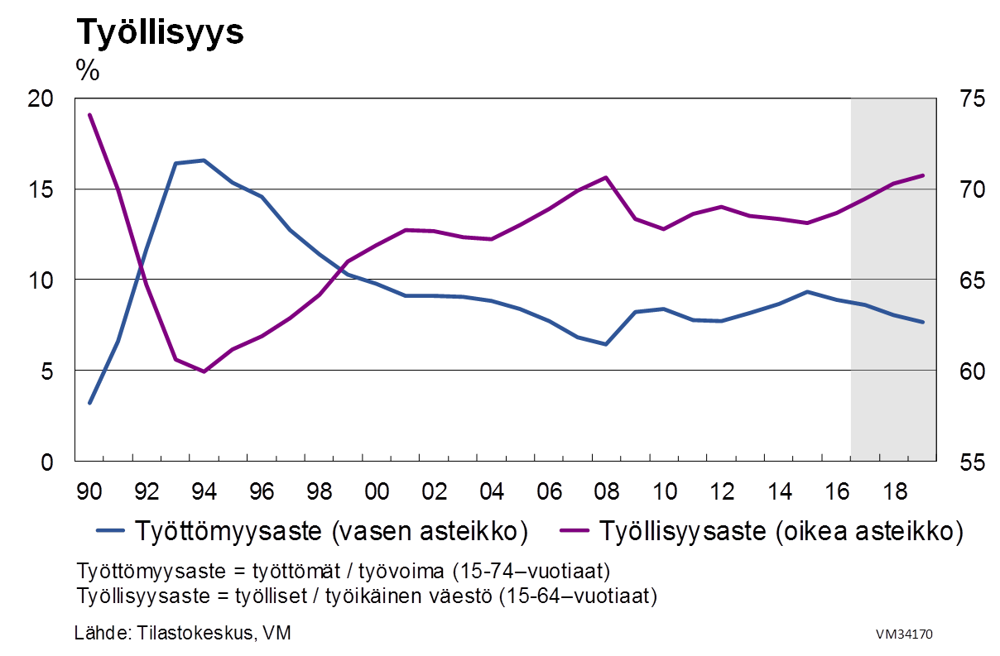 Työllisyys
%
20 75
15 70
10 65
5 60
0 55
90 92 94 96 98 00 02 04 06 08 10 12 14 16 18
Työttömyysaste (vasen asteikko) Työllisyysaste (oikea asteikko)
Työttömyysaste = työttömät / työvoima (15-74–vuotiaat)
Työllisyysaste = työlliset / työikäinen väestö (15-64–vuotiaat)
Lähde: Tilastokeskus, VM VM34170